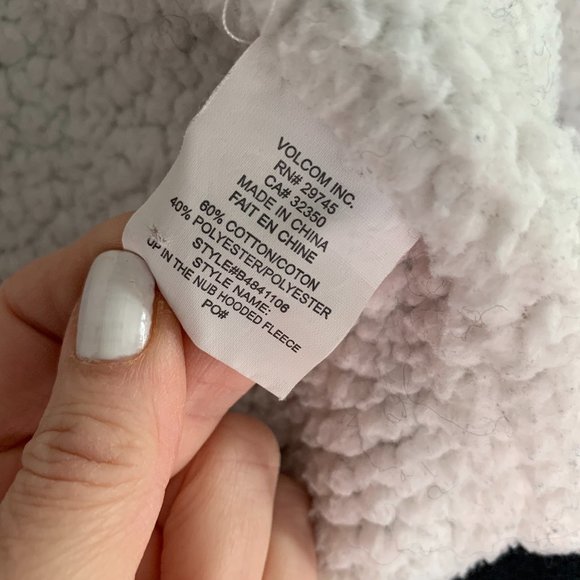 VOLCOM INC.
RN# 29745
CA# 32350
MADE IN CHINA
FAIT EN CHINE
60% COTTON/COTON
40% POLYESTER/POLYESTER
STYLE#B4841106
STYLE NAME:
UP IN THE NUB HOODED FLEECE
PO#